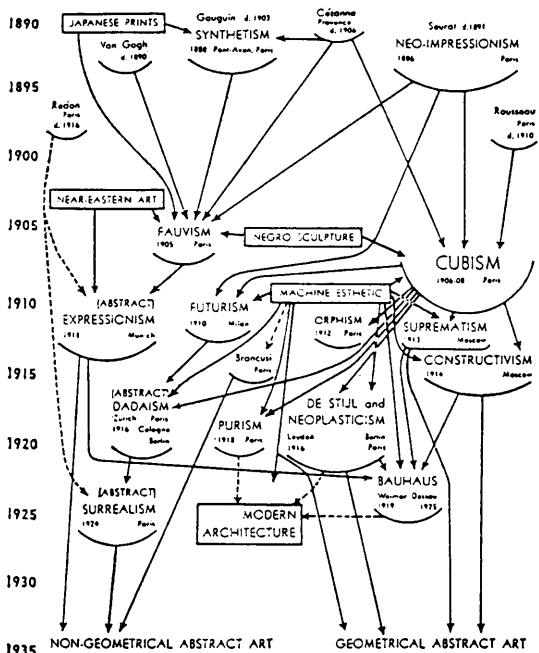 1890
JAPANESE PRINTS
Van Gogh
d. 1890
Gauguin d. 1903
SYNTHETISM
1888 Pont-Aven, Paris
Cézanne
Provence
d. 1906
Seurat d. 1891
NEO-IMPRESSIONISM
1886 Paris
1895
Redon
Paris
d. 1916
Rousseau
Paris
d. 1910
1900
NEAR-EASTERN ART
1905
FAUVISM
1905 Paris
NEGRO SCULPTURE
CUBISM
1906-08 Paris
1910
(ABSTRACT)
EXPRESSIONISM
1911 Munich
FUTURISM
1910 Milan
MACHINE ESTHETIC
ORPHISM
1912 Paris
SUPREMATISM
1913 Moscow
Brancusi
Paris
CONSTRUCTIVISM
1914 Moscow
1915
(ABSTRACT)
DADAISM
Zurich Paris
1916 Cologne
Berlin
PURISM
1918 Paris
DE STIJL and
NEOPLASTICISM
Leyden Berlin
1916 Paris
1920
BAUHAUS
Weimar Dessau
1919 1925
(ABSTRACT)
SURREALISM
1924 Paris
MODERN
ARCHITECTURE
1925
1930
1935
NON-GEOMETRICAL ABSTRACT ART
GEOMETRICAL ABSTRACT ART